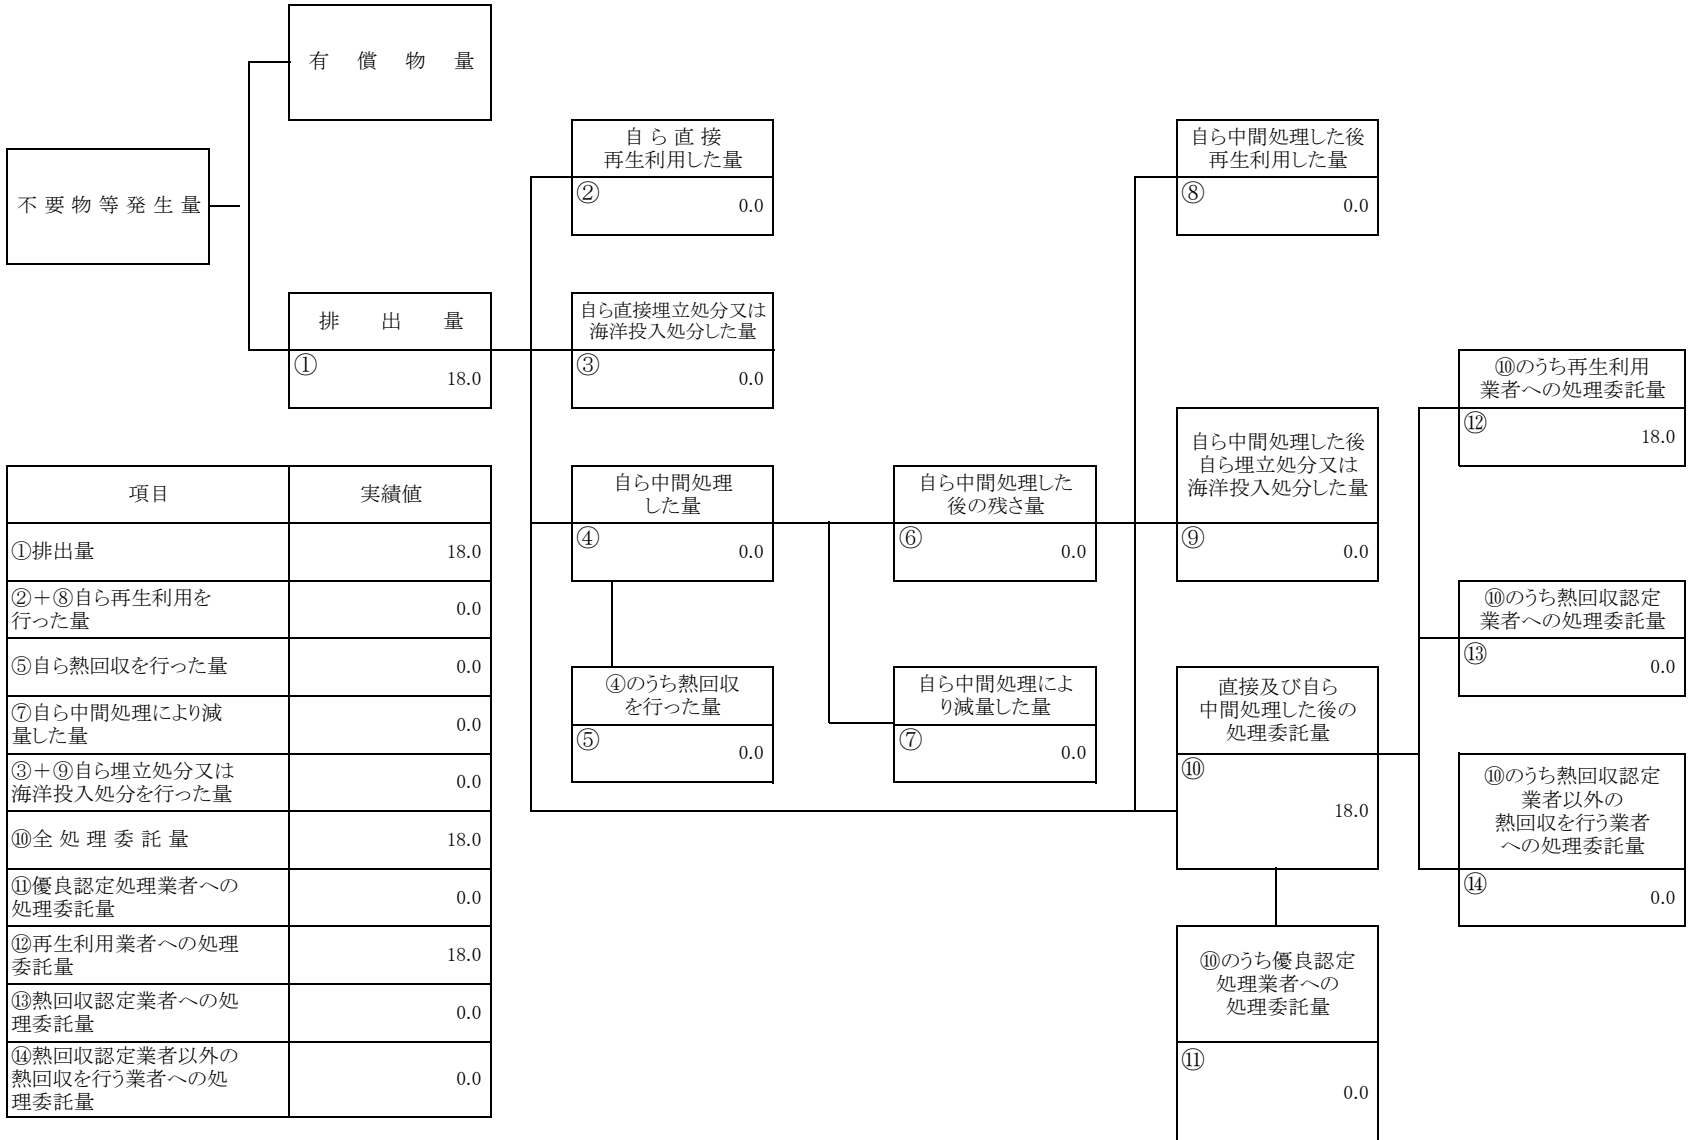 有償物量
不要物等発生量
排出量
①
18.0
自ら直接
再生利用した量
②
0.0
自ら直接埋立処分又は
海洋投入処分した量
③
0.0
自ら中間処理
した量
④
0.0
④のうち熱回収
を行った量
⑤
0.0
自ら中間処理した
後の残さ量
⑥
0.0
自ら中間処理によ
り減量した量
⑦
0.0
自ら中間処理した後
再生利用した量
⑧
0.0
自ら中間処理した後
自ら埋立処分又は
海洋投入処分した量
⑨
0.0
直接及び自ら
中間処理した後の
処理委託量
⑩
18.0
⑩のうち優良認定
処理業者への
処理委託量
⑪
0.0
⑩のうち再生利用
業者への処理委託量
⑫
18.0
⑩のうち熱回収認定
業者への処理委託量
⑬
0.0
⑩のうち熱回収認定
業者以外の
熱回収を行う業者
への処理委託量
⑭
0.0
項目 実績値
①排出量 18.0
②+⑧自ら再生利用を
行った量 0.0
⑤自ら熱回収を行った量 0.0
⑦自ら中間処理により減
量した量 0.0
③+⑨自ら埋立処分又は
海洋投入処分を行った量 0.0
⑩全処理委託量 18.0
⑪優良認定処理業者への
処理委託量 0.0
⑫再生利用業者への処理
委託量 18.0
⑬熱回収認定業者への処
理委託量 0.0
⑭熱回収認定業者以外の
熱回収を行う業者への処
理委託量 0.0